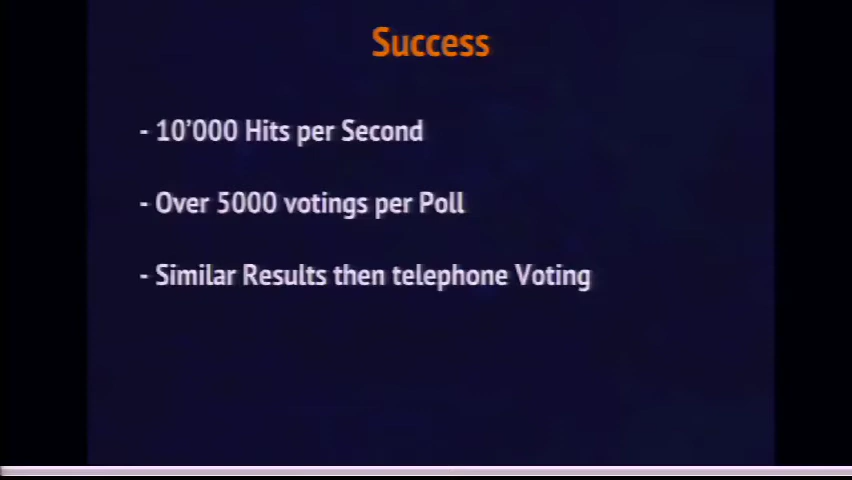 Success
- 10’000 Hits per Second
- Over 5000 votings per Poll
- Similar Results then telephone Voting